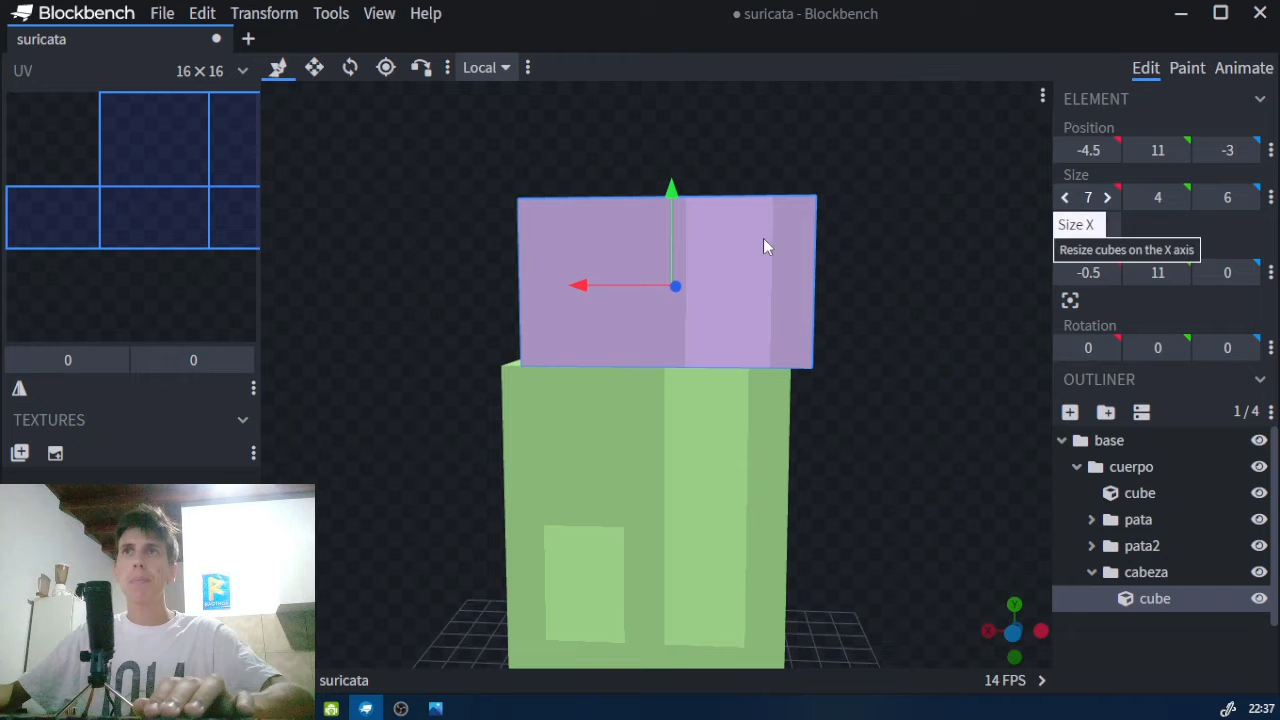 Blockbench File Edit Transform Tools View Help
suricata - Blockbench
suricata
UV 16×16
Local
Edit Paint Animate
ELEMENT
Position
-4.5 11 -3
Size
7 4 6
Size X
Resize cubes on the X axis
-0.5 11 0
Rotation
0 0 0
0 0
TEXTURES
OUTLINER
1/4
base
cuerpo
cube
pata
pata2
cabeza
cube
Y
X
suricata
14 FPS
22:37